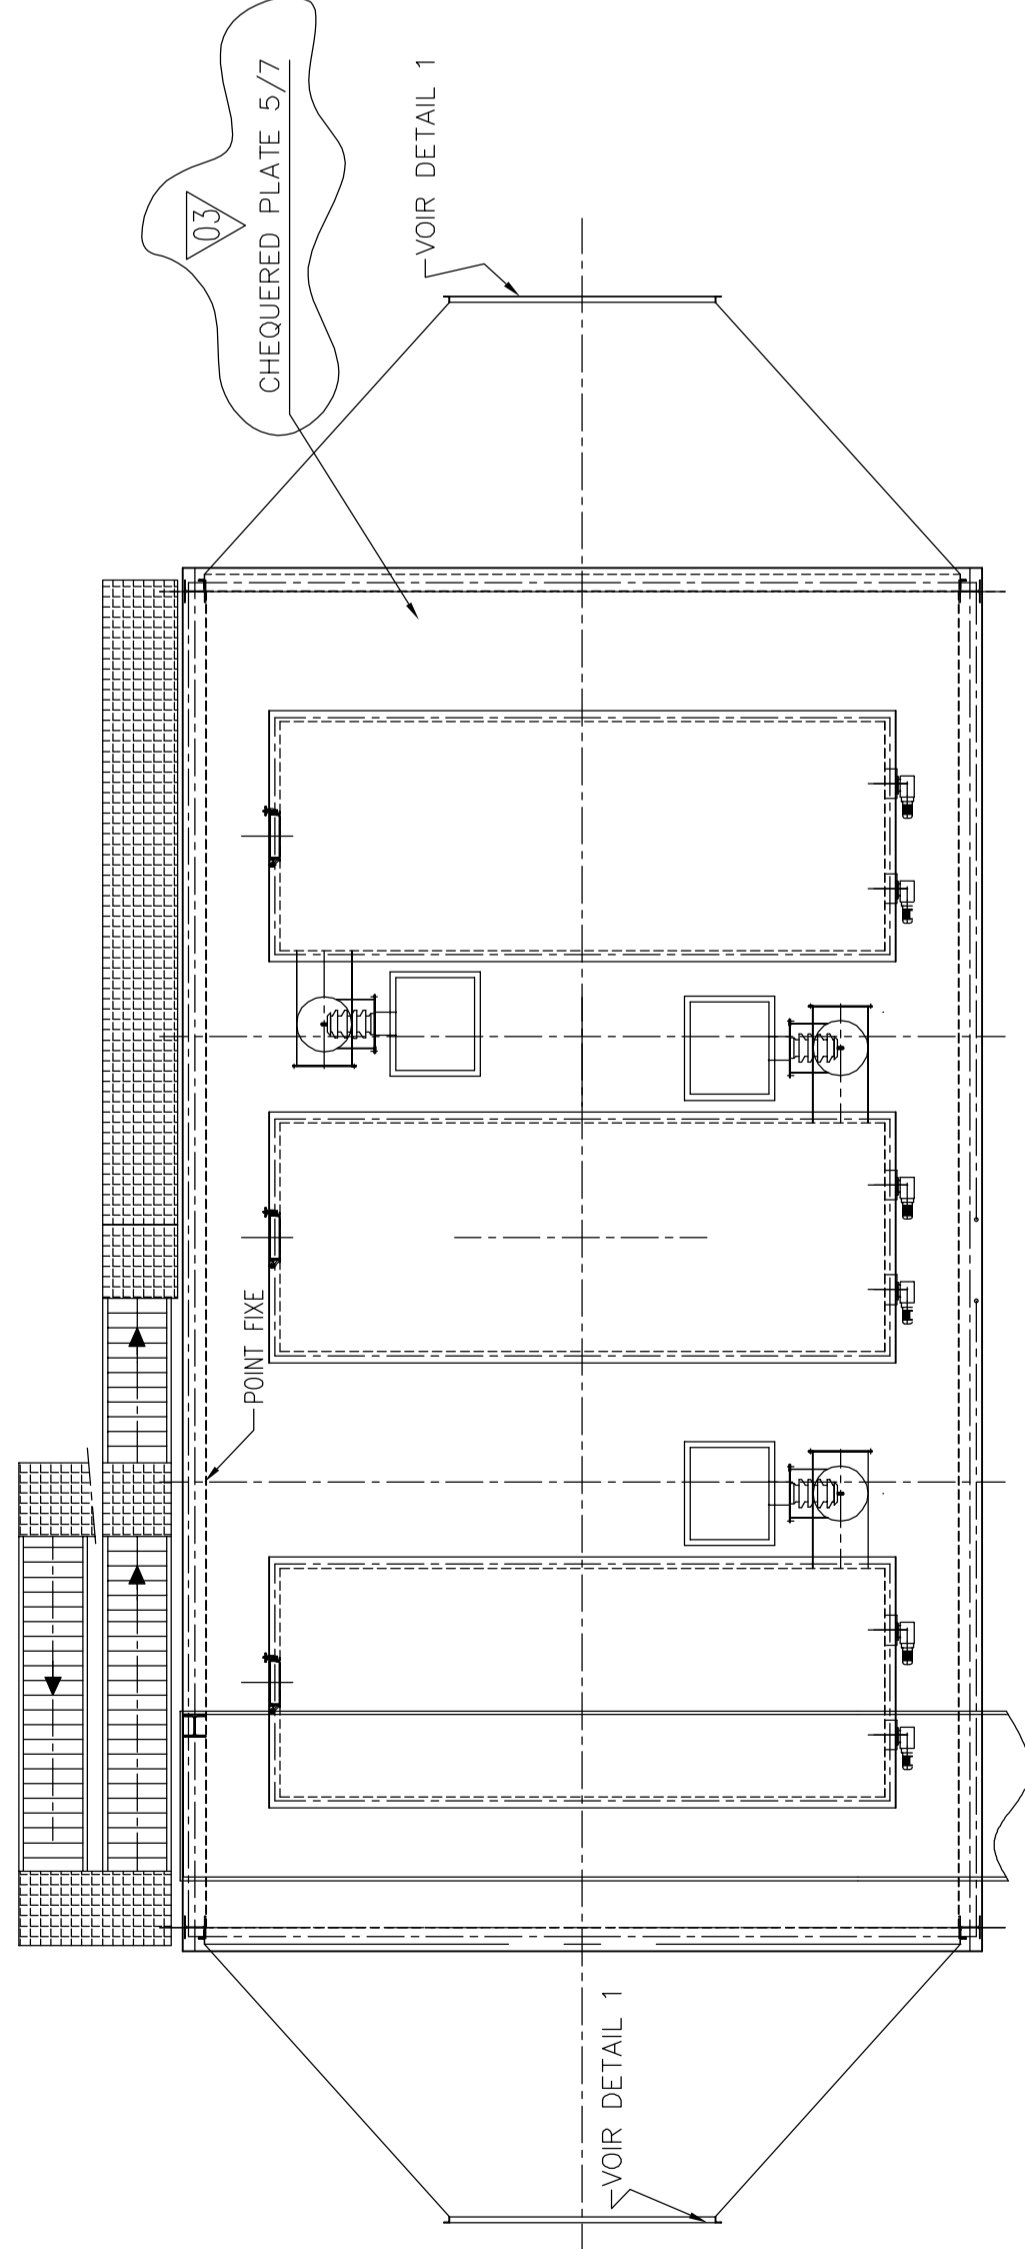 03
CHEQUERED PLATE 5/7
VOIR DETAIL 1
POINT FIXE
VOIR DETAIL 1